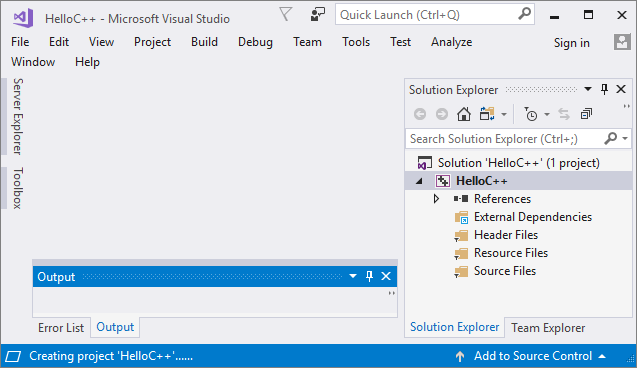 HelloC++ - Microsoft Visual Studio
Quick Launch (Ctrl+Q)
File Edit View Project Build Debug Team Tools Test Analyze Sign in
Window Help
Server Explorer
Toolbox
Solution Explorer
Search Solution Explorer (Ctrl+;)
Solution 'HelloC++' (1 project)
HelloC++
References
External Dependencies
Header Files
Resource Files
Source Files
Output
Error List Output
Solution Explorer Team Explorer
Creating project 'HelloC++'...... Add to Source Control